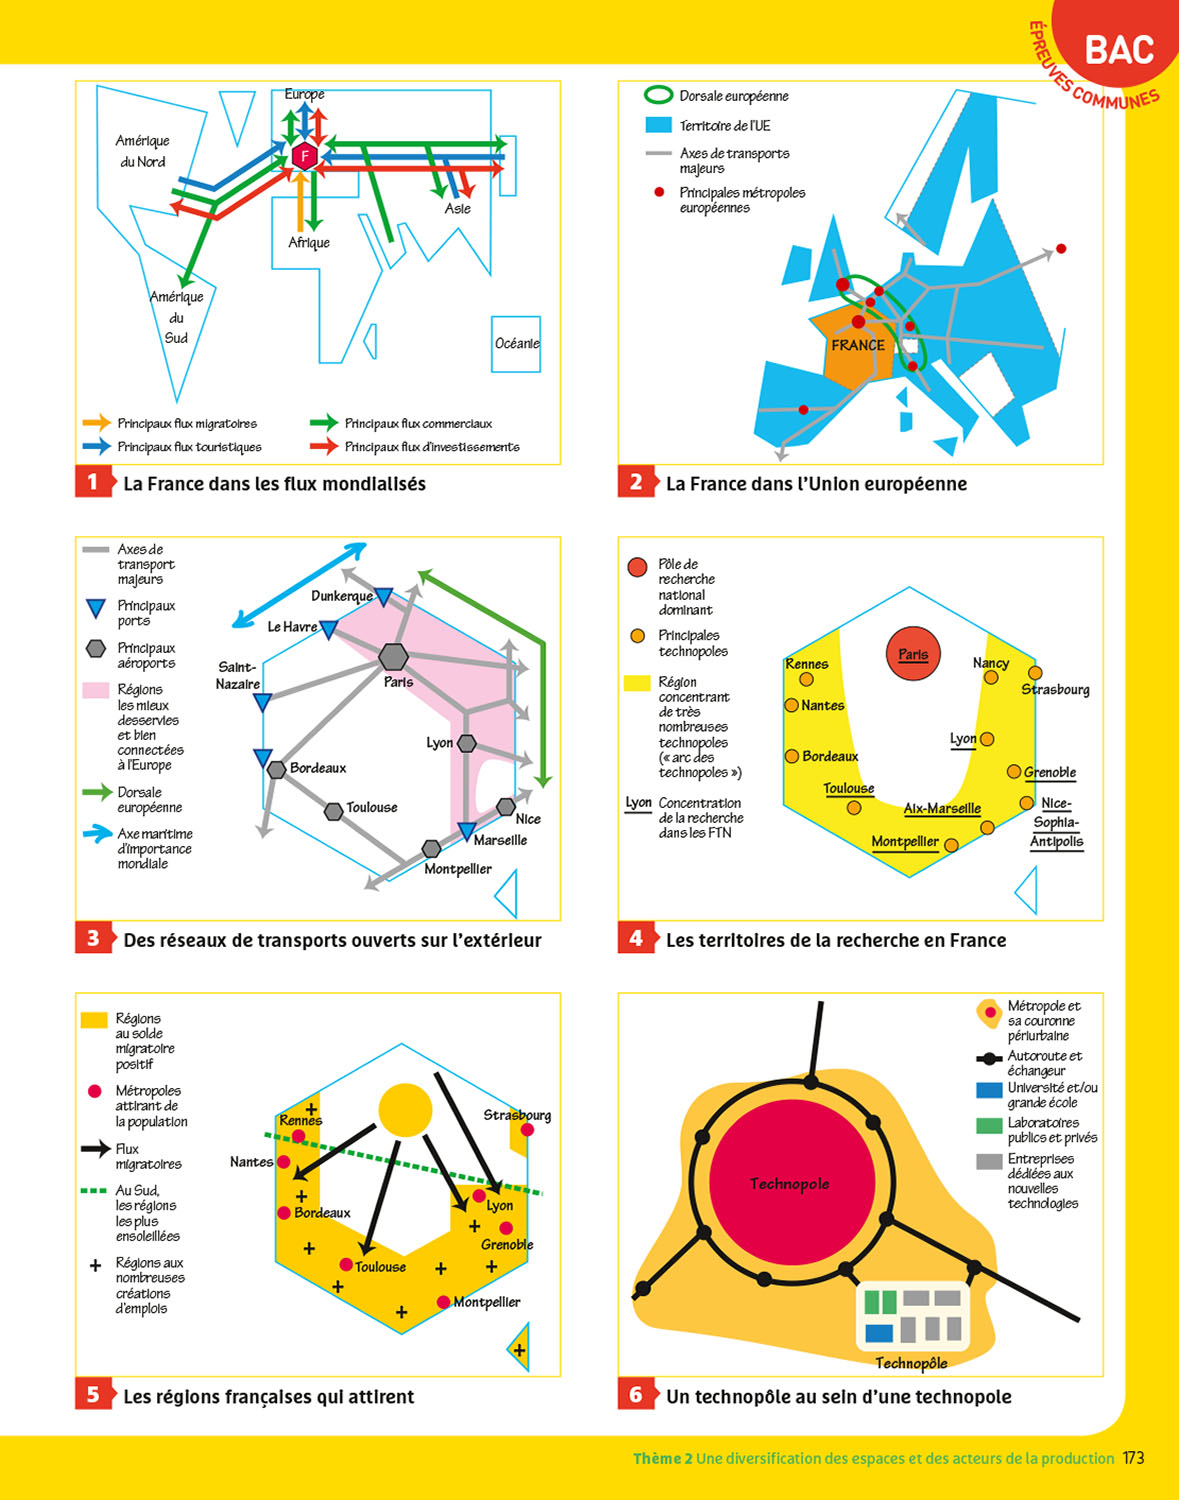 BAC
ÉPREUVES COMMUNES
Europe
Amérique
du Nord
F
Asie
Afrique
Amérique
du
Sud
Océanie
Principaux flux migratoires
Principaux flux commerciaux
Principaux flux touristiques
Principaux flux d'investissements
1 La France dans les flux mondialisés
Dorsale européenne
Territoire de l'UE
Axes de transports
majeurs
Principales métropoles
européennes
FRANCE
2 La France dans l'Union européenne
Axes de
transport
majeurs
Principaux
ports
Principaux
aéroports
Régions
les mieux
desservies
et bien
connectées
à l'Europe
Dorsale
européenne
Axe maritime
d'importance
mondiale
Dunkerque
Le Havre
Saint-
Nazaire
Paris
Lyon
Bordeaux
Toulouse
Nice
Marseille
Montpellier
3 Des réseaux de transports ouverts sur l'extérieur
Pôle de
recherche
national
dominant
Principales
technopoles
Région
concentrant
de très
nombreuses
technopoles
(« arc des
technopoles »)
Lyon
Concentration
de la recherche
dans les FTN
Paris
Rennes
Nancy
Strasbourg
Nantes
Lyon
Bordeaux
Grenoble
Toulouse
Aix-Marseille
Nice-
Sophia-
Antipolis
Montpellier
4 Les territoires de la recherche en France
Régions
au solde
migratoire
positif
Métropoles
attirant de
la population
Flux
migratoires
Au Sud,
les régions
les plus
ensoleillées
+ Régions aux
nombreuses
créations
d'emplois
Strasbourg
Rennes
Nantes
Lyon
Bordeaux
Grenoble
Toulouse
Montpellier
5 Les régions françaises qui attirent
Métropole et
sa couronne
périurbaine
Autoroute et
échangeur
Université et/ou
grande école
Laboratoires
publics et privés
Entreprises
dédiées aux
nouvelles
technologies
Technopole
Technopôle
6 Un technopôle au sein d'une technopole
Thème 2 Une diversification des espaces et des acteurs de la production 173